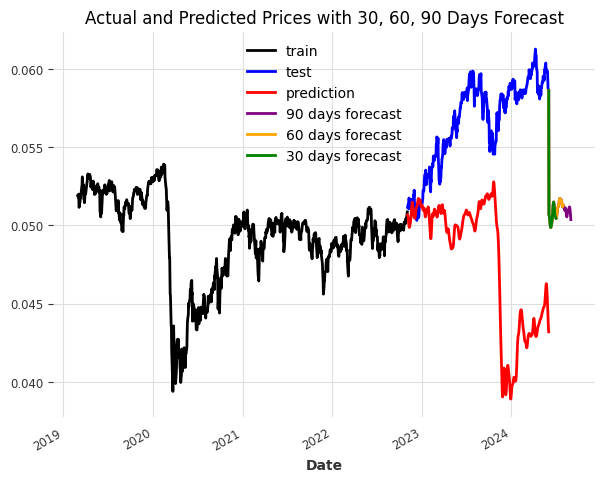 Actual and Predicted Prices with 30, 60, 90 Days Forecast
train
test
prediction
90 days forecast
60 days forecast
30 days forecast
0.060
0.055
0.050
0.045
0.040
2019
2020
2021
2022
2023
2024
Date